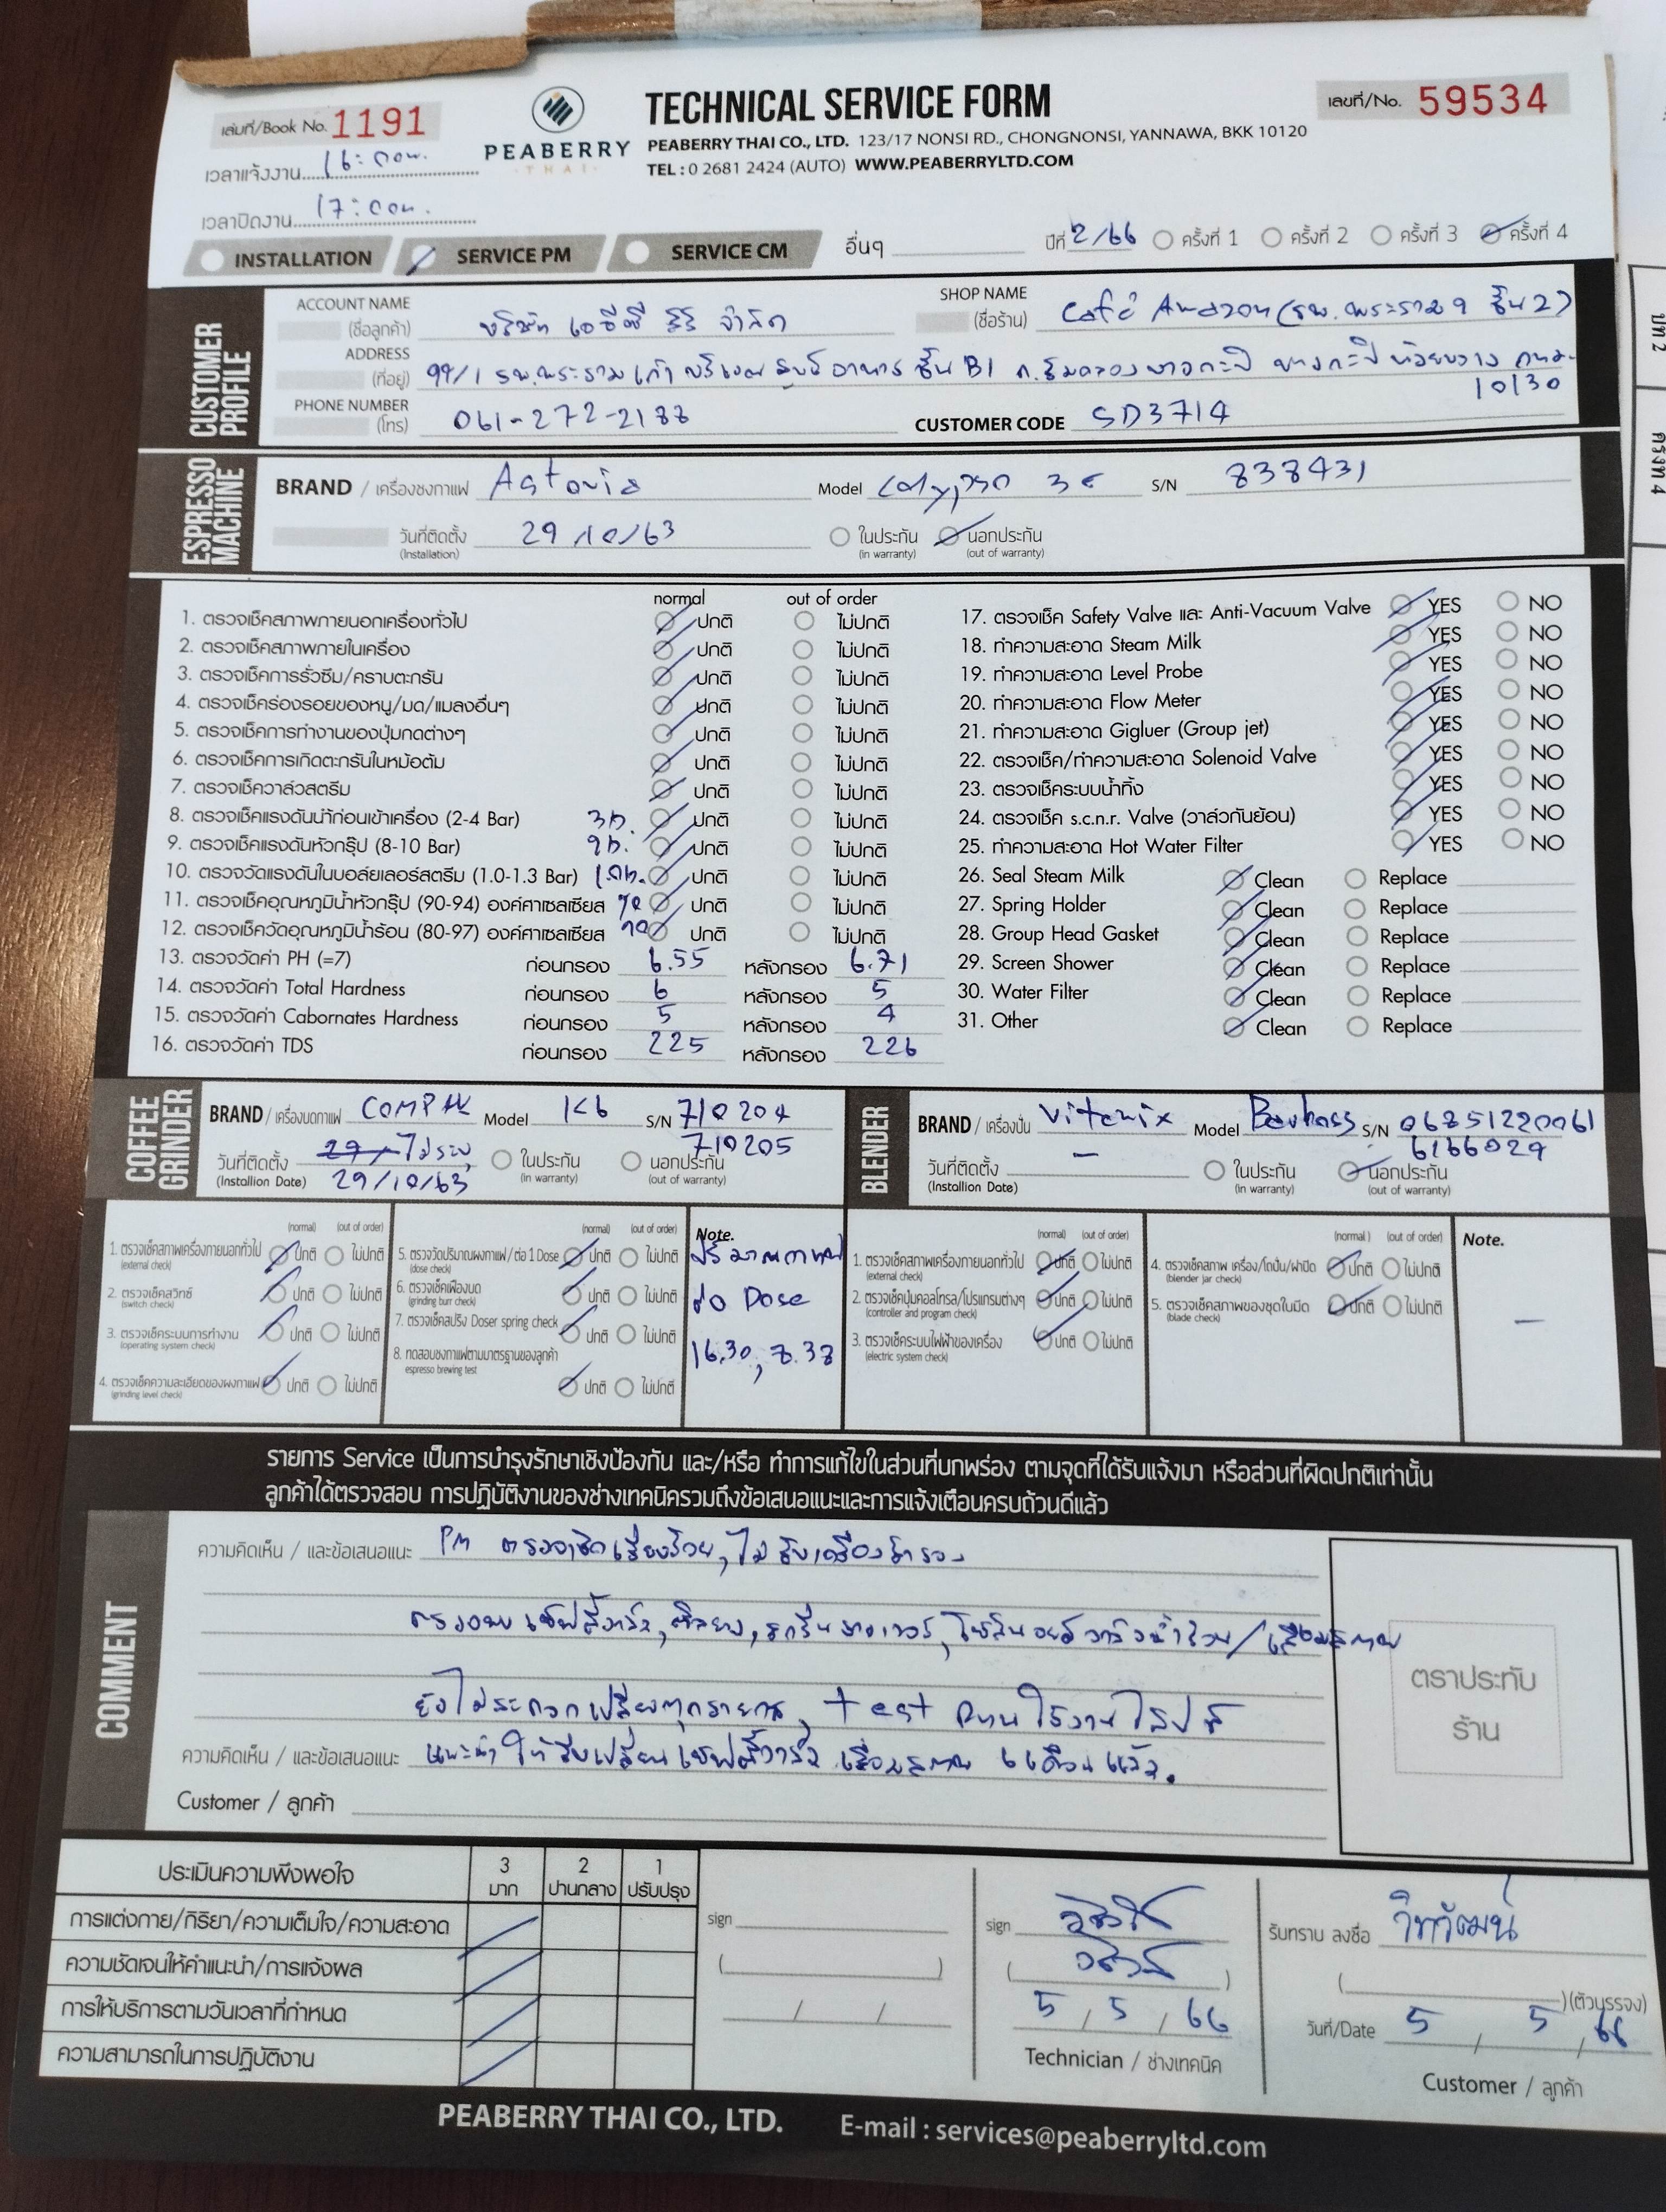 เล่มที่/Book No. 1191
PEABERRY
THAI
TECHNICAL SERVICE FORM
เลขที่/No. 59534
PEABERRY THAI CO., LTD. 123/17 NONSI RD., CHONGNONSI, YANNAWA, BKK 10120
TEL : 0 2681 2424 (AUTO) WWW.PEABERRYLTD.COM
เวลาแจ้งงาน 16:00น.
เวลาปิดงาน 17:00น.
INSTALLATION SERVICE PM SERVICE CM อื่นๆ ปีที่ 2/66 ครั้งที่ 1 ครั้งที่ 2 ครั้งที่ 3 ครั้งที่ 4
CUSTOMER PROFILE
ACCOUNT NAME (ชื่อลูกค้า) บริษัท เอซีซี จำกัด
SHOP NAME (ชื่อร้าน) Café Amazon (รพ.พระราม 9 ชั้น 2)
ADDRESS (ที่อยู่) 99/1 รพ.พระรามเก้า อาคาร ชั้น B1 บางกะปิ ห้วยขวาง กทม.
10130
PHONE NUMBER (โทร) 061-272-2188
CUSTOMER CODE SD3714
ESPRESSO MACHINE
BRAND / เครื่องชงกาแฟ Astoria Model Calypso S/N 838431
วันที่ติดตั้ง (Installation) 29/10/63 ในประกัน (in warranty) นอกประกัน (out of warranty)
normal out of order
1. ตรวจเช็คสภาพภายนอกเครื่องทั่วไป ปกติ ไม่ปกติ
2. ตรวจเช็คสภาพภายในเครื่อง ปกติ ไม่ปกติ
3. ตรวจเช็คการรั่วซึม/คราบตะกรัน ปกติ ไม่ปกติ
4. ตรวจเช็คร่องรอยของหนู/มด/แมลงอื่นๆ ปกติ ไม่ปกติ
5. ตรวจเช็คการทำงานของปุ่มกดต่างๆ ปกติ ไม่ปกติ
6. ตรวจเช็คการเกิดตะกรันในหม้อต้ม ปกติ ไม่ปกติ
7. ตรวจเช็ควาล์วสตรีม ปกติ ไม่ปกติ
8. ตรวจเช็คแรงดันน้ำก่อนเข้าเครื่อง (2-4 Bar) 3b. ปกติ ไม่ปกติ
9. ตรวจเช็คแรงดันหัวกรุ๊ป (8-10 Bar) 9b. ปกติ ไม่ปกติ
10. ตรวจวัดแรงดันในบอล์ยเลอร์สตรีม (1.0-1.3 Bar) 1.0b. ปกติ ไม่ปกติ
11. ตรวจเช็คอุณหภูมิน้ำหัวกรุ๊ป (90-94) องค์ศาเซลเซียส 90 ปกติ ไม่ปกติ
12. ตรวจเช็ควัดอุณหภูมิน้ำร้อน (80-97) องค์ศาเซลเซียส 90 ปกติ ไม่ปกติ
13. ตรวจวัดค่า PH (=7) ก่อนกรอง 6.55 หลังกรอง 6.71
14. ตรวจวัดค่า Total Hardness ก่อนกรอง 6 หลังกรอง 5
15. ตรวจวัดค่า Cabornates Hardness ก่อนกรอง 5 หลังกรอง 4
16. ตรวจวัดค่า TDS ก่อนกรอง 225 หลังกรอง 226
17. ตรวจเช็ค Safety Valve และ Anti-Vacuum Valve YES NO
18. ทำความสะอาด Steam Milk YES NO
19. ทำความสะอาด Level Probe YES NO
20. ทำความสะอาด Flow Meter YES NO
21. ทำความสะอาด Gigluer (Group jet) YES NO
22. ตรวจเช็ค/ทำความสะอาด Solenoid Valve YES NO
23. ตรวจเช็คระบบน้ำทิ้ง YES NO
24. ตรวจเช็ค s.c.n.r. Valve (วาล์วกันย้อน) YES NO
25. ทำความสะอาด Hot Water Filter YES NO
26. Seal Steam Milk Clean Replace
27. Spring Holder Clean Replace
28. Group Head Gasket Clean Replace
29. Screen Shower Clean Replace
30. Water Filter Clean Replace
31. Other Clean Replace
COFFEE GRINDER
BRAND / เครื่องบดกาแฟ COMPAK Model K6 S/N 710204
710205
วันที่ติดตั้ง (Installion Date) 29/10/63 ในประกัน (in warranty) นอกประกัน (out of warranty)
BLENDER
BRAND / เครื่องปั่น Vitamix Model S/N 06851220061
6166029
วันที่ติดตั้ง (Installion Date) – ในประกัน (in warranty) นอกประกัน (out of warranty)
(normal) (out of order)
1. ตรวจเช็คสภาพเครื่องภายนอกทั่วไป (external check) ปกติ ไม่ปกติ
2. ตรวจเช็คสวิทซ์ (switch check) ปกติ ไม่ปกติ
3. ตรวจเช็คระบบการทำงาน (operating system check) ปกติ ไม่ปกติ
4. ตรวจเช็คความละเอียดของผงกาแฟ (grinding level check) ปกติ ไม่ปกติ
(normal) (out of order)
5. ตรวจวัดปริมาณผงกาแฟ/ต่อ 1 Dose (dose check) ปกติ ไม่ปกติ
6. ตรวจเช็คเฟืองบด (grinding burr check) ปกติ ไม่ปกติ
7. ตรวจเช็คสปริง Doser spring check ปกติ ไม่ปกติ
8. ทดสอบชงกาแฟตามมาตรฐานของลูกค้า espresso brewing test ปกติ ไม่ปกติ
Note.
ปริมาณกาแฟ
ต่อ Dose
16.30, 8.38
(normal) (out of order)
1. ตรวจเช็คสภาพเครื่องภายนอกทั่วไป (external check) ปกติ ไม่ปกติ
2. ตรวจเช็คปุ่มคอลโทรล/โปรแกรมต่างๆ (controller and program check) ปกติ ไม่ปกติ
3. ตรวจเช็คระบบไฟฟ้าของเครื่อง (electric system check) ปกติ ไม่ปกติ
(normal) (out of order)
4. ตรวจเช็คสภาพ เครื่อง/โถปั่น/ฝาปิด (blender jar check) ปกติ ไม่ปกติ
5. ตรวจเช็คสภาพของชุดใบมีด (blade check) ปกติ ไม่ปกติ
Note.
–
รายการ Service เป็นการบำรุงรักษาเชิงป้องกัน และ/หรือ ทำการแก้ไขในส่วนที่บกพร่อง ตามจุดที่ได้รับแจ้งมา หรือส่วนที่ผิดปกติเท่านั้น
ลูกค้าได้ตรวจสอบ การปฏิบัติงานของช่างเทคนิครวมถึงข้อเสนอแนะและการแจ้งเตือนครบถ้วนดีแล้ว
COMMENT
ความคิดเห็น / และข้อเสนอแนะ PM ตรวจเช็คเรียบร้อย, ไม่รับเครื่องสำรอง
ตรวจพบ เซฟตี้วาล์ว, ซีลยาง, สกรีนชาวเวอร์, โซลินอยด์วาล์วน้ำร้อน/เสื่อมสภาพ
ยังไม่สะดวกเปลี่ยนทุกรายการ, test
ความคิดเห็น / และข้อเสนอแนะ แนะนำให้รีบเปลี่ยนเซฟตี้วาล์ว เสื่อมสภาพ 6 เดือนแล้ว.
Customer / ลูกค้า
ตราประทับ
ร้าน
ประเมินความพึงพอใจ 3 มาก 2 ปานกลาง 1 ปรับปรุง
การแต่งกาย/กิริยา/ความเต็มใจ/ความสะอาด
ความชัดเจนให้คำแนะนำ/การแจ้งผล
การให้บริการตามวันเวลาที่กำหนด
ความสามารถในการปฏิบัติงาน
sign
( )
/ /
sign
( )
5 / 5 / 66
Technician / ช่างเทคนิค
รับทราบ ลงชื่อ วิทวัฒน์
( ) (ตัวบรรจง)
วันที่/Date 5 / 5 / 66
Customer / ลูกค้า
PEABERRY THAI CO., LTD. E-mail : services@peaberryltd.com
บท 2
ครั้งที่ 4